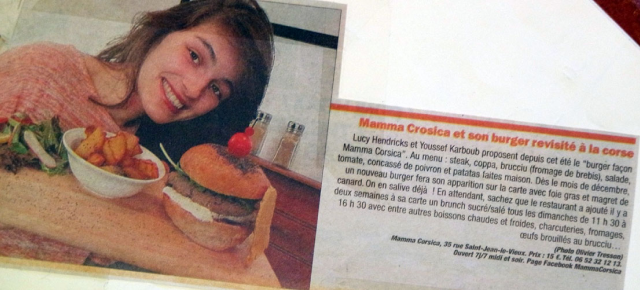 Mamma Crosica et son burger revisité à la corse
Lucy Hendricks et Youssef Karboub proposent depuis cet été le "burger façon
Mamma Corsica". Au menu : steak, coppa, brucciu (fromage de brebis), salade,
tomate, concassé de poivron et patatas laites maison. Dès le mois de décembre,
un nouveau burger fera son apparition sur la carte avec foie gras et magret de
canard. On en salive déjà ! En attendant, sachez que le restaurant a ajouté il y a
deux semaines à sa carte un brunch sucré/salé tous les dimanches de 11 h 30 à
16 h 30 avec entre autres boissons chaudes et froides, charcuteries, fromages,
œufs brouillés au brucciu...
(Photo Olivier Tresson)
Mamma Corsica, 35 rue Saint-Jean-le-Vieux. Prix : 15 €. Tél. 06 52 32 12 13.
Ouvert 7j/7 midi et soir. Page Facebook MammaCorsica